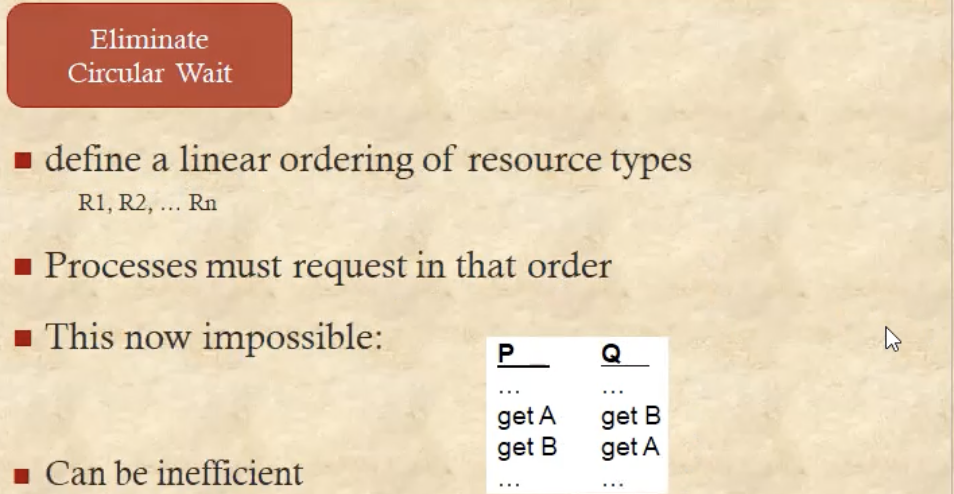 Eliminate
Circular Wait
define a linear ordering of resource types
R1, R2, … Rn
Processes must request in that order
This now impossible:
P Q
… …
get A get B
get B get A
… …
Can be inefficient